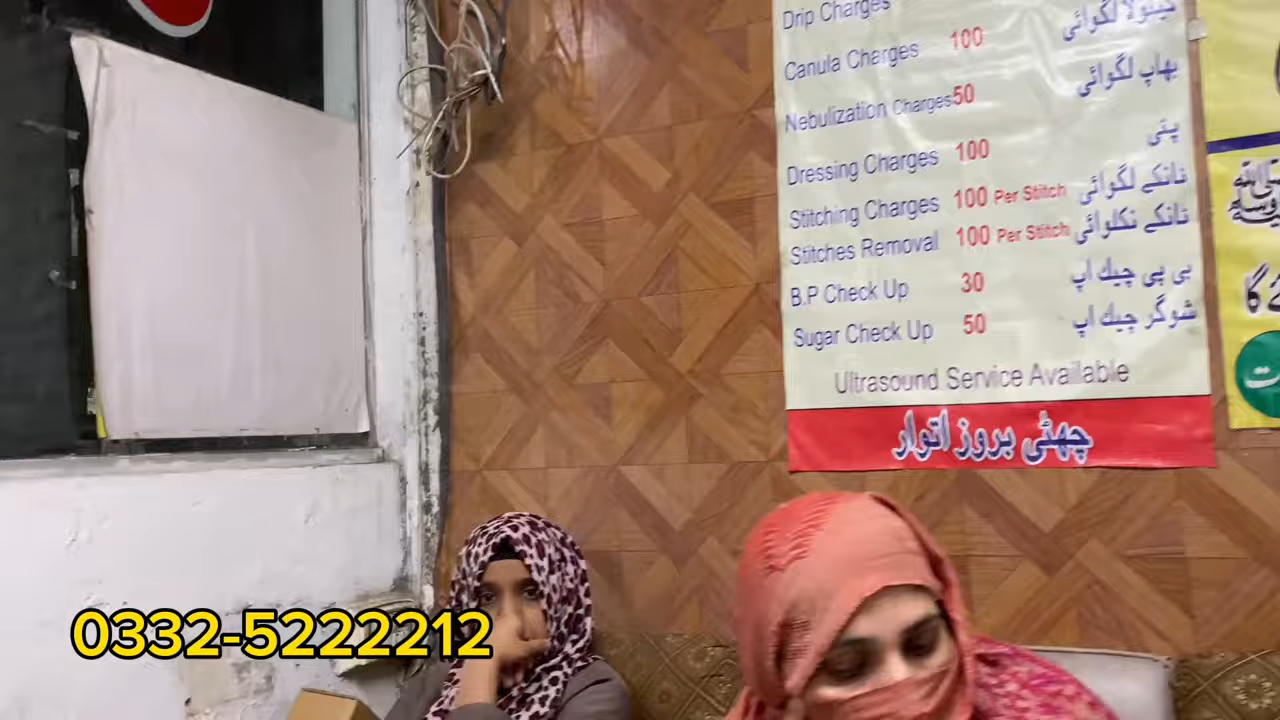 Drip Charges
Canula Charges 100 کینولا لگوائی
Nebulization Charges 50 بھاپ لگوائی
Dressing Charges 100 پٹی
Stitching Charges 100 Per Stitch ٹانکے لگوائی
Stitches Removal 100 Per Stitch ٹانکے نکلوائی
B.P Check Up 30 بی پی چیک اپ
Sugar Check Up 50 شوگر چیک اپ
Ultrasound Service Available
چھٹی بروز اتوار
0332-5222212